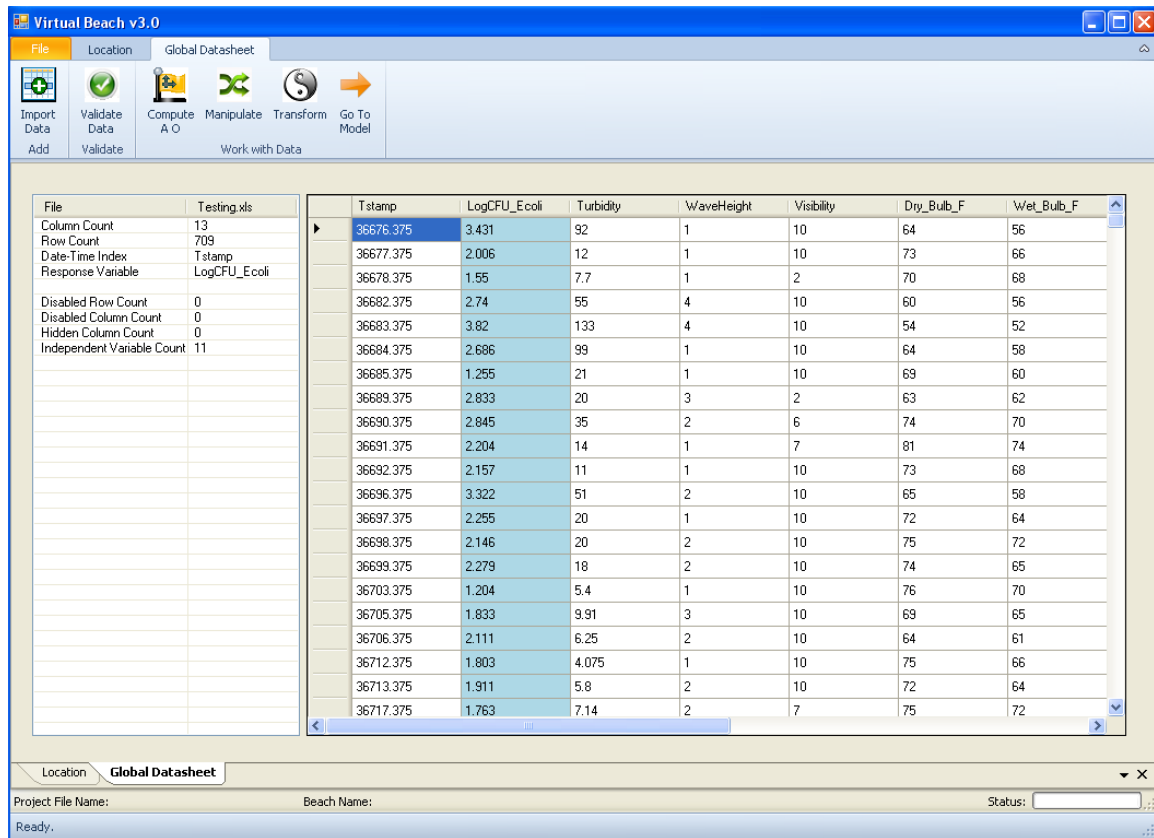 Virtual Beach v3.0
File Location Global Datasheet
Import Data Validate Data Compute A O Manipulate Transform Go To Model
Add Validate Work with Data
File Testing.xls
Column Count 13
Row Count 709
Date-Time Index Tstamp
Response Variable LogCFU_Ecoli
Disabled Row Count 0
Disabled Column Count 0
Hidden Column Count 0
Independent Variable Count 11
Tstamp LogCFU_Ecoli Turbidity WaveHeight Visibility Dry_Bulb_F Wet_Bulb_F
36676.375 3.431 92 1 10 64 56
36677.375 2.006 12 1 10 73 66
36678.375 1.55 7.7 1 2 70 68
36682.375 2.74 55 4 10 60 56
36683.375 3.82 133 4 10 54 52
36684.375 2.686 99 1 10 64 58
36685.375 1.255 21 1 10 69 60
36689.375 2.833 20 3 2 63 62
36690.375 2.845 35 2 6 74 70
36691.375 2.204 14 1 7 81 74
36692.375 2.157 11 1 10 73 68
36696.375 3.322 51 2 10 65 58
36697.375 2.255 20 1 10 72 64
36698.375 2.146 20 2 10 75 72
36699.375 2.279 18 2 10 74 65
36703.375 1.204 5.4 1 10 76 70
36705.375 1.833 9.91 3 10 69 65
36706.375 2.111 6.25 2 10 64 61
36712.375 1.803 4.075 1 10 75 66
36713.375 1.911 5.8 2 10 72 64
36717.375 1.763 7.14 2 7 75 72
Location Global Datasheet
Project File Name: Beach Name: Status:
Ready.